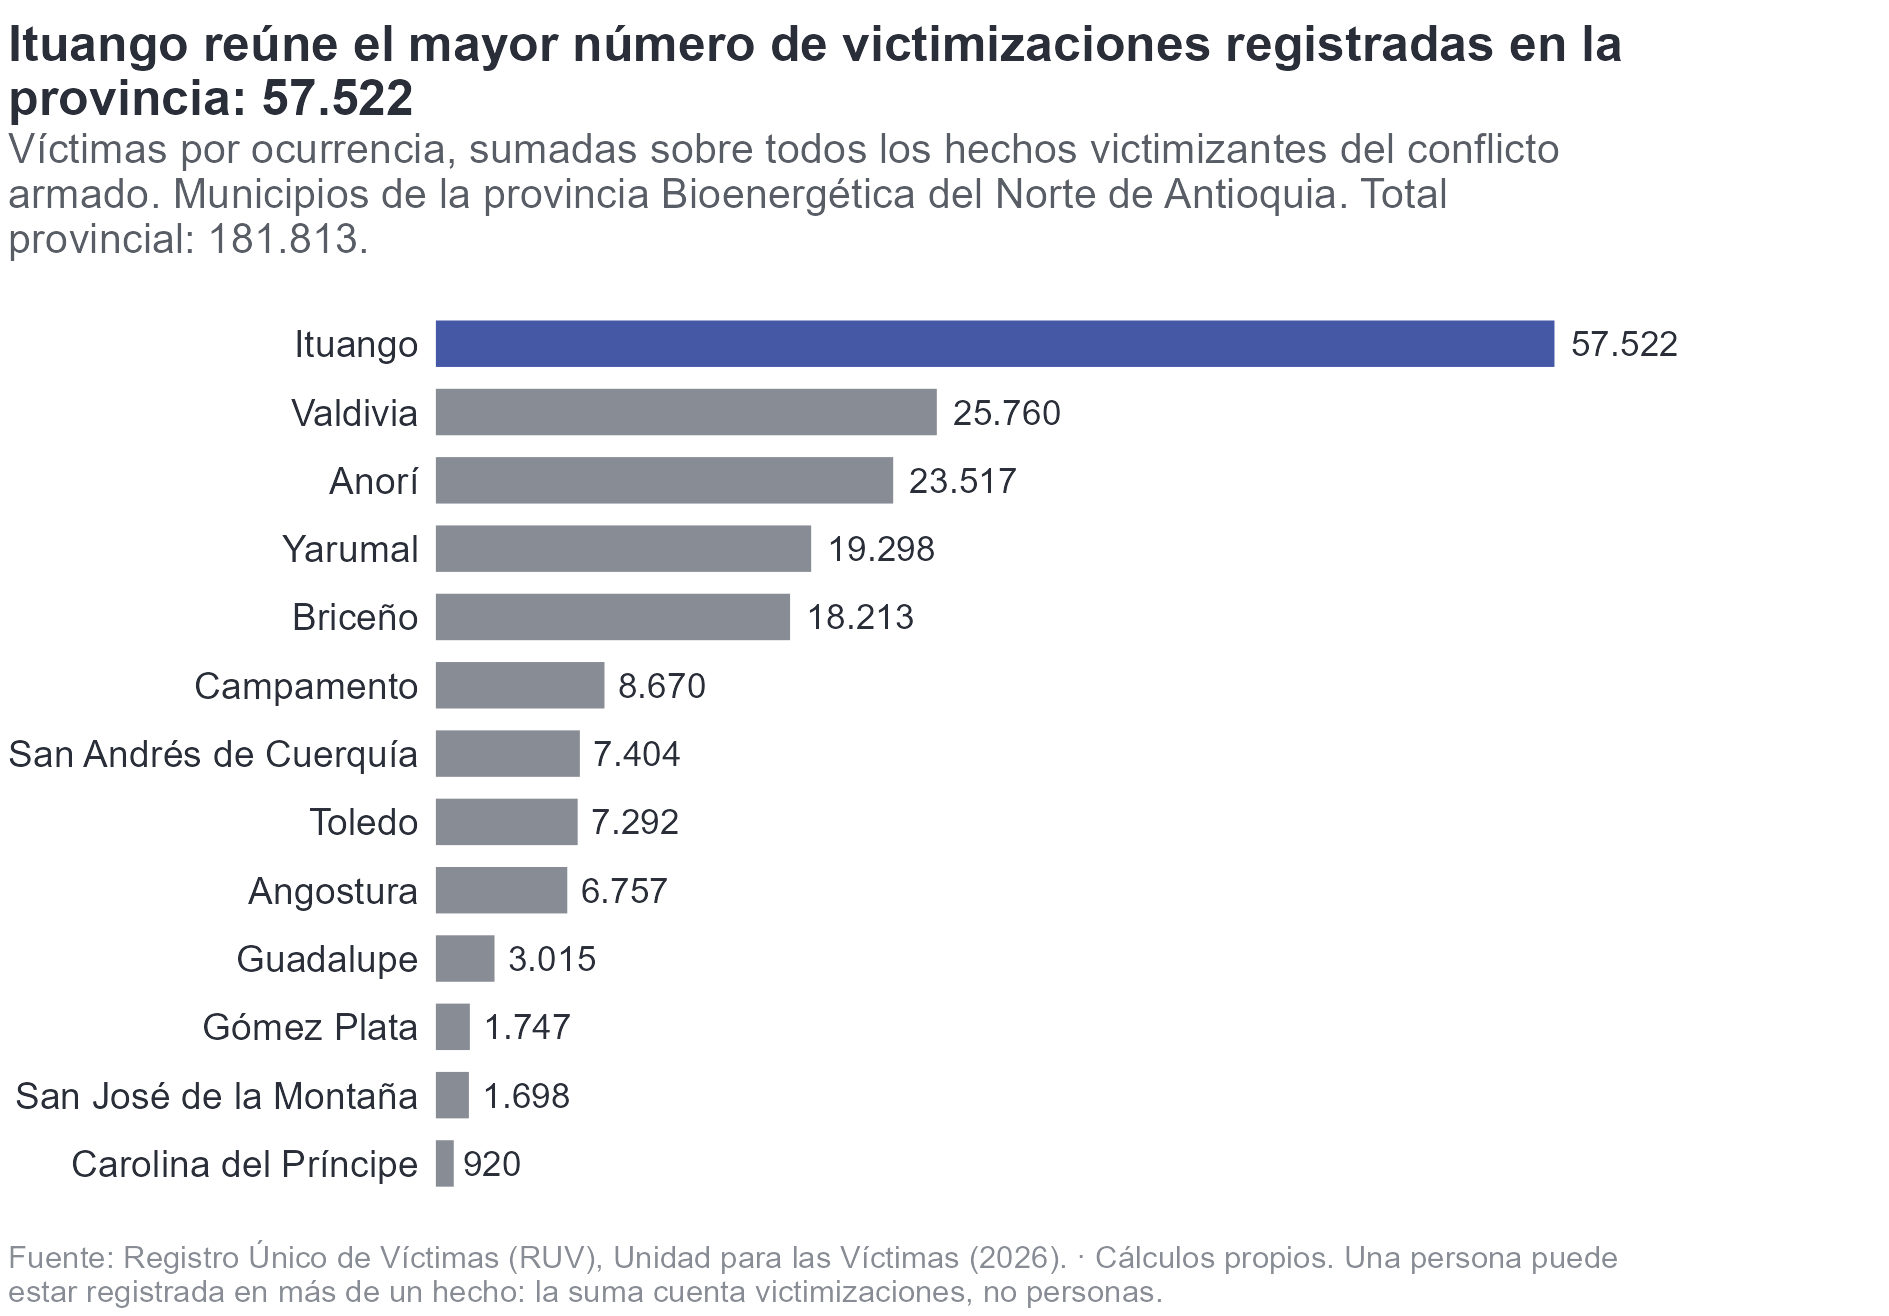 Ituango reúne el mayor número de victimizaciones registradas en la
provincia: 57.522
Víctimas por ocurrencia, sumadas sobre todos los hechos victimizantes del conflicto
armado. Municipios de la provincia Bioenergética del Norte de Antioquia. Total
provincial: 181.813.
Ituango 57.522
Valdivia 25.760
Anorí 23.517
Yarumal 19.298
Briceño 18.213
Campamento 8.670
San Andrés de Cuerquía 7.404
Toledo 7.292
Angostura 6.757
Guadalupe 3.015
Gómez Plata 1.747
San José de la Montaña 1.698
Carolina del Príncipe 920
Fuente: Registro Único de Víctimas (RUV), Unidad para las Víctimas (2026). · Cálculos propios. Una persona puede
estar registrada en más de un hecho: la suma cuenta victimizaciones, no personas.